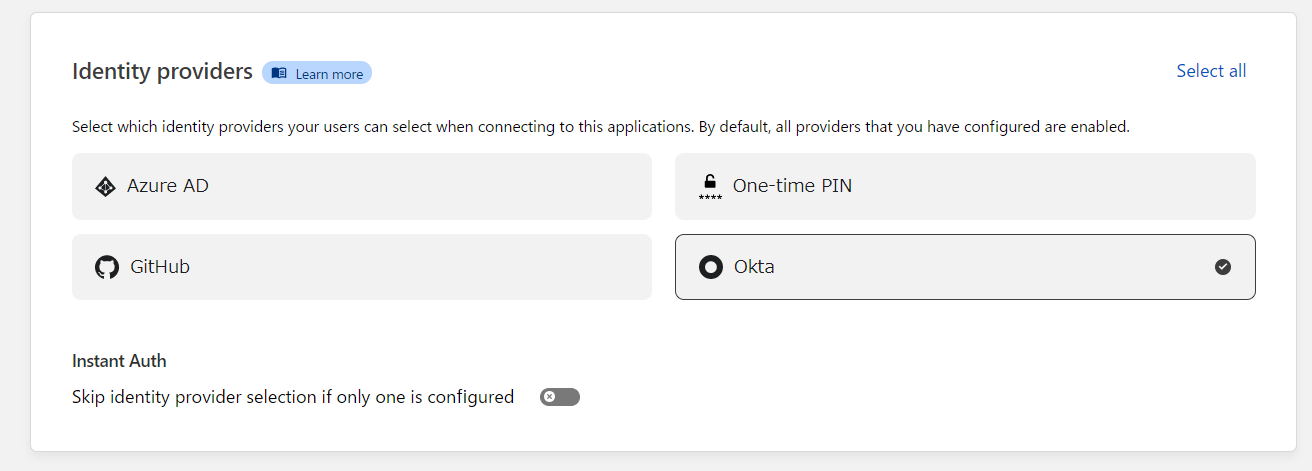 Identity providers
Learn more
Select all
Select which identity providers your users can select when connecting to this applications. By default, all providers that you have configured are enabled.
Azure AD
**** One-time PIN
GitHub
Okta
Instant Auth
Skip identity provider selection if only one is configured